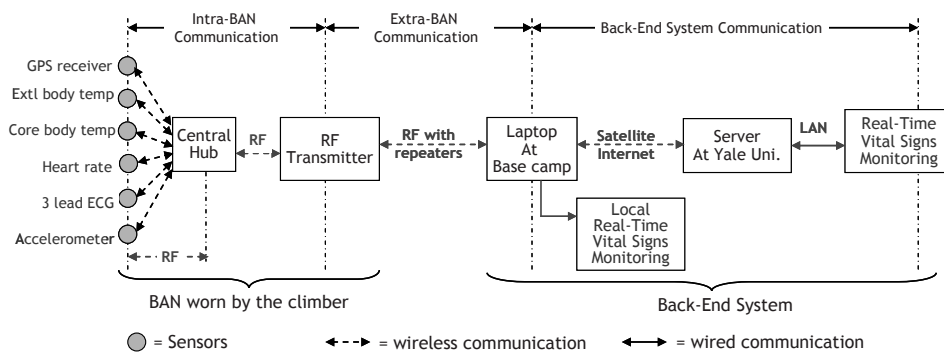 Intra-BAN
Communication
Extra-BAN
Communication
Back-End System Communication
GPS receiver
Extl body temp
Core body temp
Heart rate
3 lead ECG
Accelerometer
Central
Hub
RF
RF
RF
Transmitter
RF with
repeaters
Laptop
At
Base camp
Satellite
Internet
Server
At Yale Uni.
LAN
Real-Time
Vital Signs
Monitoring
Local
Real-Time
Vital Signs
Monitoring
BAN worn by the climber
Back-End System
= Sensors
= wireless communication
= wired communication